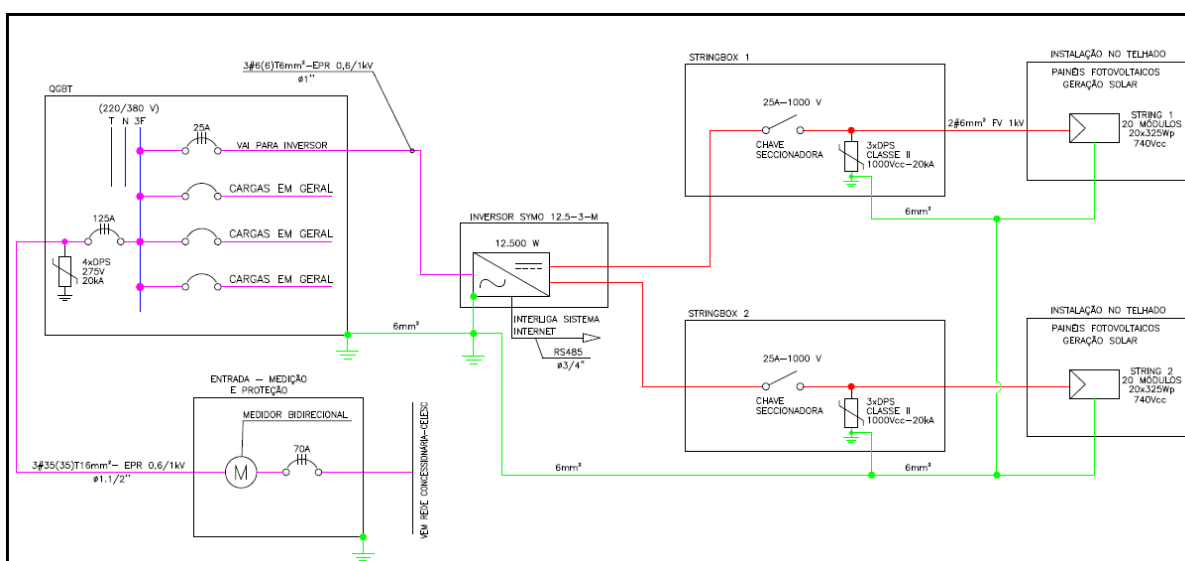 3#6(6)T6mm²-EPR 0,6/1kV
ø1"
QGBT
(220/380 V)
T N 3F
25A
VAI PARA INVERSOR
CARGAS EM GERAL
125A
CARGAS EM GERAL
4xDPS
275V
20kA
CARGAS EM GERAL
6mm²
INVERSOR SYMO 12.5-3-M
12.500 W
INTERLIGA SISTEMA
INTERNET
RS485
ø3/4"
STRINGBOX 1
25A-1000 V
CHAVE
SECCIONADORA
3xDPS
CLASSE II
1000Vcc-20kA
2#6mm² FV 1kV
6mm²
INSTALAÇÃO NO TELHADO
PAINÉIS FOTOVOLTAICOS
GERAÇÃO SOLAR
STRING 1
20 MÓDULOS
20x325Wp
740Vcc
STRINGBOX 2
25A-1000 V
CHAVE
SECCIONADORA
3xDPS
CLASSE II
1000Vcc-20kA
6mm²
6mm²
INSTALAÇÃO NO TELHADO
PAINÉIS FOTOVOLTAICOS
GERAÇÃO SOLAR
STRING 2
20 MÓDULOS
20x325Wp
740Vcc
ENTRADA - MEDIÇÃO
E PROTEÇÃO
MEDIDOR BIDIRECIONAL
70A
M
3#35(35)T16mm²- EPR 0,6/1kV
ø1.1/2"
VEM REDE CONCESSIONÁRIA-CELESC